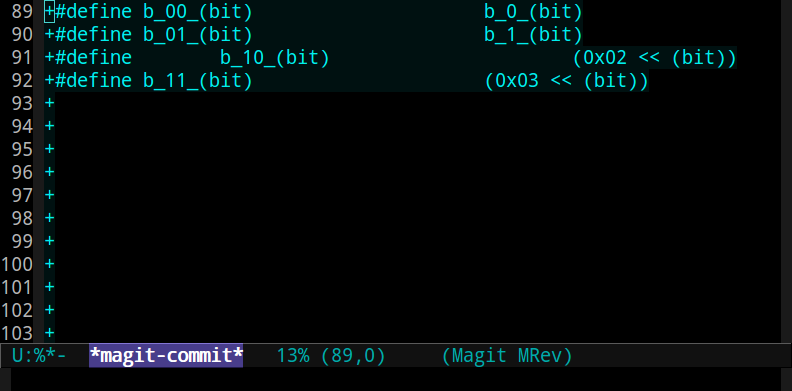 89 +#define b_00_(bit)                     b_0_(bit)
90 +#define b_01_(bit)                     b_1_(bit)
91 +#define        b_10_(bit)                      (0x02 << (bit))
92 +#define b_11_(bit)                     (0x03 << (bit))
93 +
94 +
95 +
96 +
97 +
98 +
99 +
100 +
101 +
102 +
103 +
U:%*-  *magit-commit*   13% (89,0)     (Magit MRev)